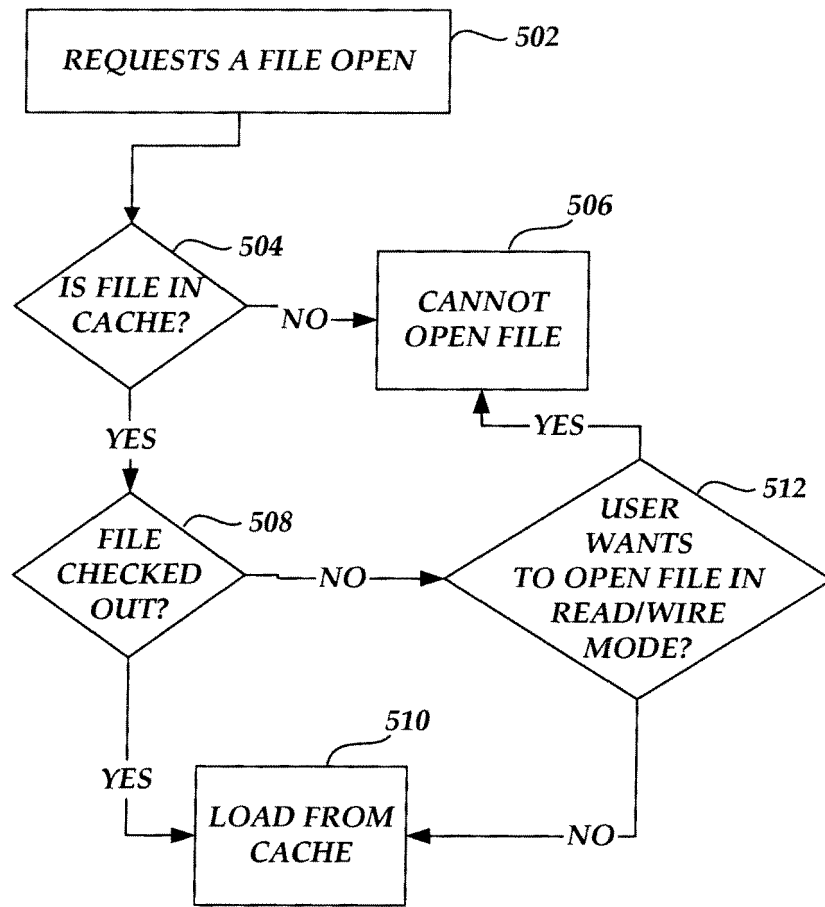 REQUESTS A FILE OPEN
502
504
IS FILE IN
CACHE?
NO
506
CANNOT
OPEN FILE
YES
YES
508
FILE
CHECKED
OUT?
NO
512
USER
WANTS
TO OPEN FILE IN
READ/WIRE
MODE?
YES
510
LOAD FROM
CACHE
NO